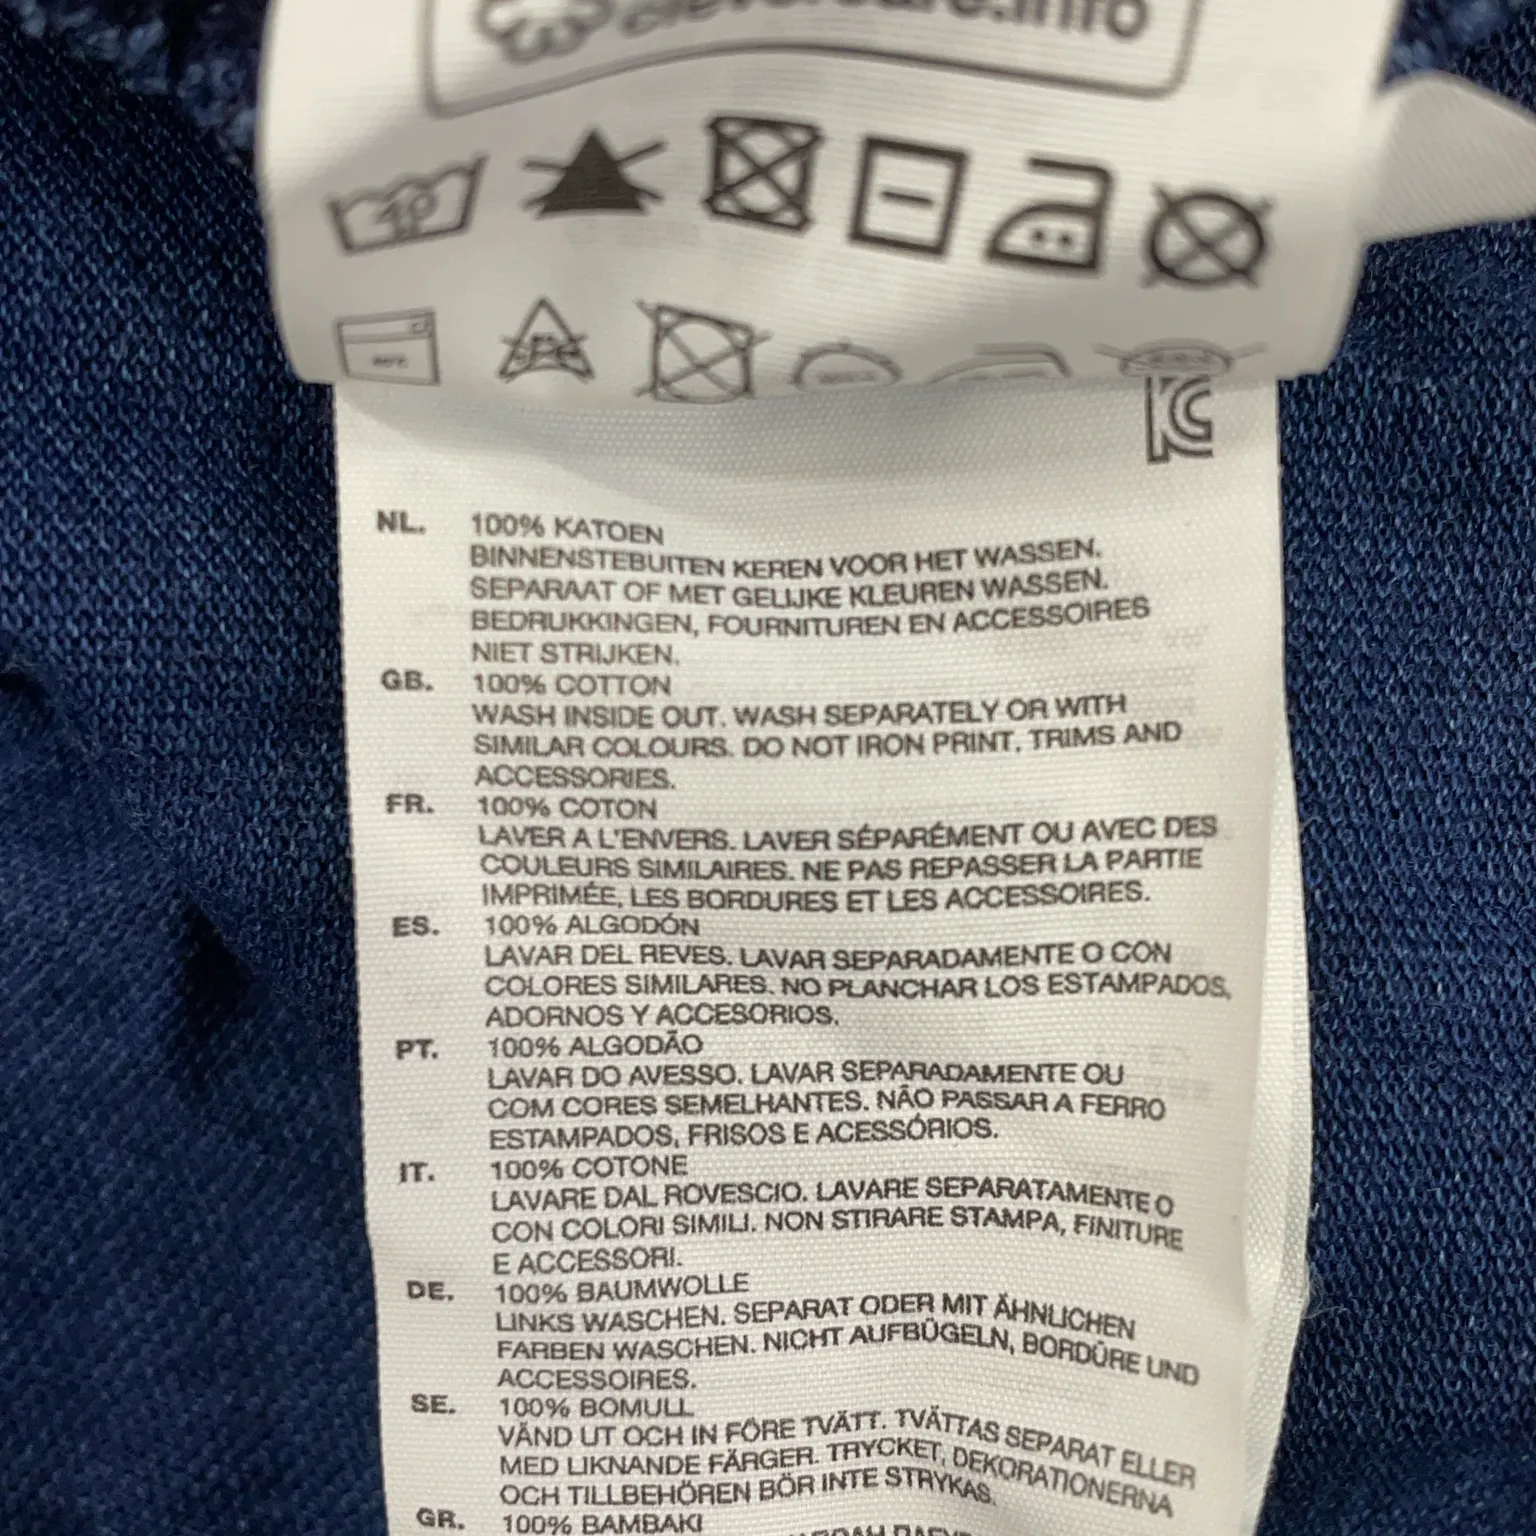 40
NL. 100% KATOEN
BINNENSTEBUITEN KEREN VOOR HET WASSEN.
SEPARAAT OF MET GELIJKE KLEUREN WASSEN.
BEDRUKKINGEN, FOURNITUREN EN ACCESSOIRES
NIET STRIJKEN.
GB. 100% COTTON
WASH INSIDE OUT. WASH SEPARATELY OR WITH
SIMILAR COLOURS. DO NOT IRON PRINT, TRIMS AND
ACCESSORIES.
FR. 100% COTON
LAVER A L'ENVERS. LAVER SÉPARÉMENT OU AVEC DES
COULEURS SIMILAIRES. NE PAS REPASSER LA PARTIE
IMPRIMÉE, LES BORDURES ET LES ACCESSOIRES.
ES. 100% ALGODÓN
LAVAR DEL REVES. LAVAR SEPARADAMENTE O CON
COLORES SIMILARES. NO PLANCHAR LOS ESTAMPADOS,
ADORNOS Y ACCESORIOS.
PT. 100% ALGODÃO
LAVAR DO AVESSO. LAVAR SEPARADAMENTE OU
COM CORES SEMELHANTES. NÃO PASSAR A FERRO
ESTAMPADOS, FRISOS E ACESSÓRIOS.
IT. 100% COTONE
LAVARE DAL ROVESCIO. LAVARE SEPARATAMENTE O
CON COLORI SIMILI. NON STIRARE STAMPA, FINITURE
E ACCESSORI.
DE. 100% BAUMWOLLE
LINKS WASCHEN. SEPARAT ODER MIT ÄHNLICHEN
FARBEN WASCHEN. NICHT AUFBÜGELN, BORDÜRE UND
ACCESSOIRES.
SE. 100% BOMULL
VÄND UT OCH IN FÖRE TVÄTT. TVÄTTAS SEPARAT ELLER
MED LIKNANDE FÄRGER. TRYCKET, DEKORATIONERNA
OCH TILLBEHÖREN BÖR INTE STRYKAS.
GR. 100% BAMBAKI